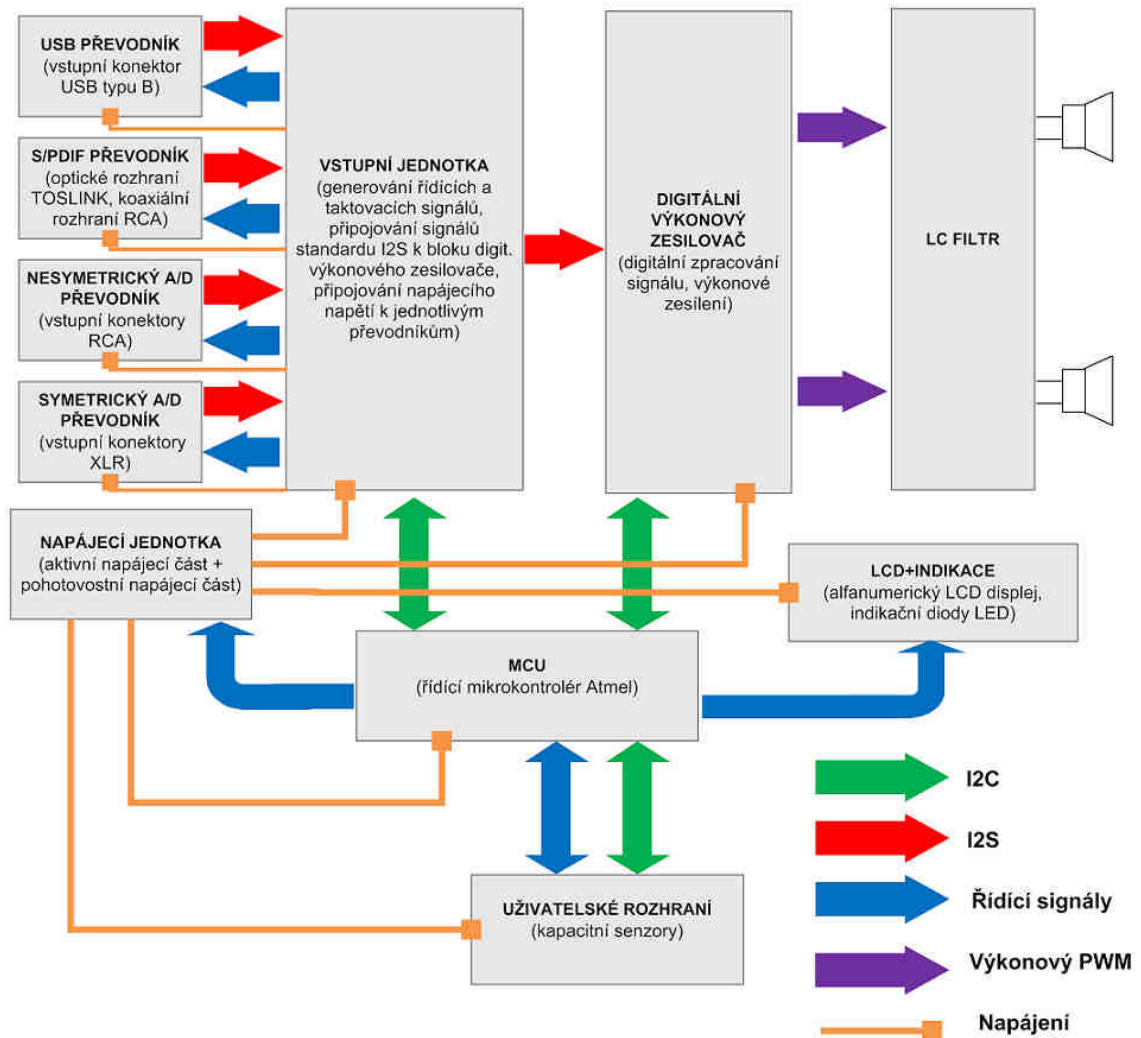 USB PŘEVODNÍK
(vstupní konektor
USB typu B)
S/PDIF PŘEVODNÍK
(optické rozhraní
TOSLINK, koaxiální
rozhraní RCA)
NESYMETRICKÝ A/D
PŘEVODNÍK
(vstupní konektory
RCA)
SYMETRICKÝ A/D
PŘEVODNÍK
(vstupní konektory
XLR)
VSTUPNÍ JEDNOTKA
(generování řídících a
taktovacích signálů,
připojování signálů
standardu I2S k bloku digit.
výkonového zesilovače,
připojování napájecího
napětí k jednotlivým
převodníkům)
DIGITÁLNÍ
VÝKONOVÝ
ZESILOVAČ
(digitální zpracování
signálu, výkonové
zesílení)
LC FILTR
NAPÁJECÍ JEDNOTKA
(aktivní napájecí část +
pohotovostní napájecí část)
LCD+INDIKACE
(alfanumerický LCD displej,
indikační diody LED)
MCU
(řídící mikrokontrolér Atmel)
UŽIVATELSKÉ ROZHRANÍ
(kapacitní senzory)
I2C
I2S
Řídící signály
Výkonový PWM
Napájení